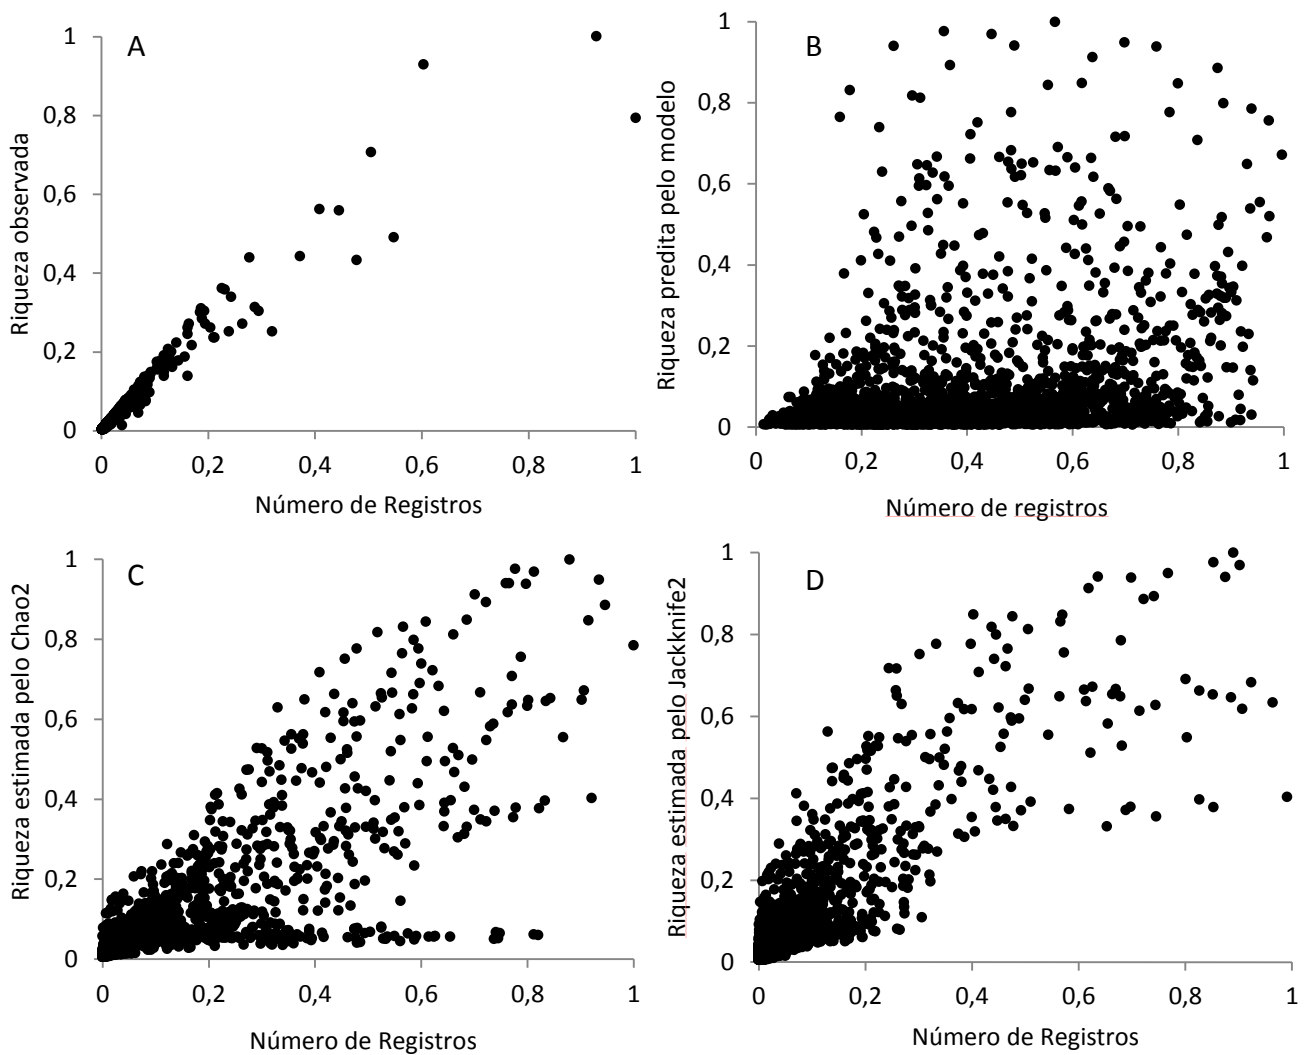 A
Riqueza observada
1
0,8
0,6
0,4
0,2
0
0 0,2 0,4 0,6 0,8 1
Número de Registros
B
Riqueza predita pelo modelo
1
0,8
0,6
0,4
0,2
0
0 0,2 0,4 0,6 0,8 1
Número de registros
C
Riqueza estimada pelo Chao2
1
0,8
0,6
0,4
0,2
0
0 0,2 0,4 0,6 0,8 1
Número de Registros
D
Riqueza estimada pelo Jackknife2
1
0,8
0,6
0,4
0,2
0
0 0,2 0,4 0,6 0,8 1
Número de Registros